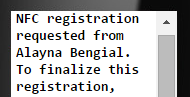 NFC registration
requested from
Alayna Bengial.
To finalize this
registration,